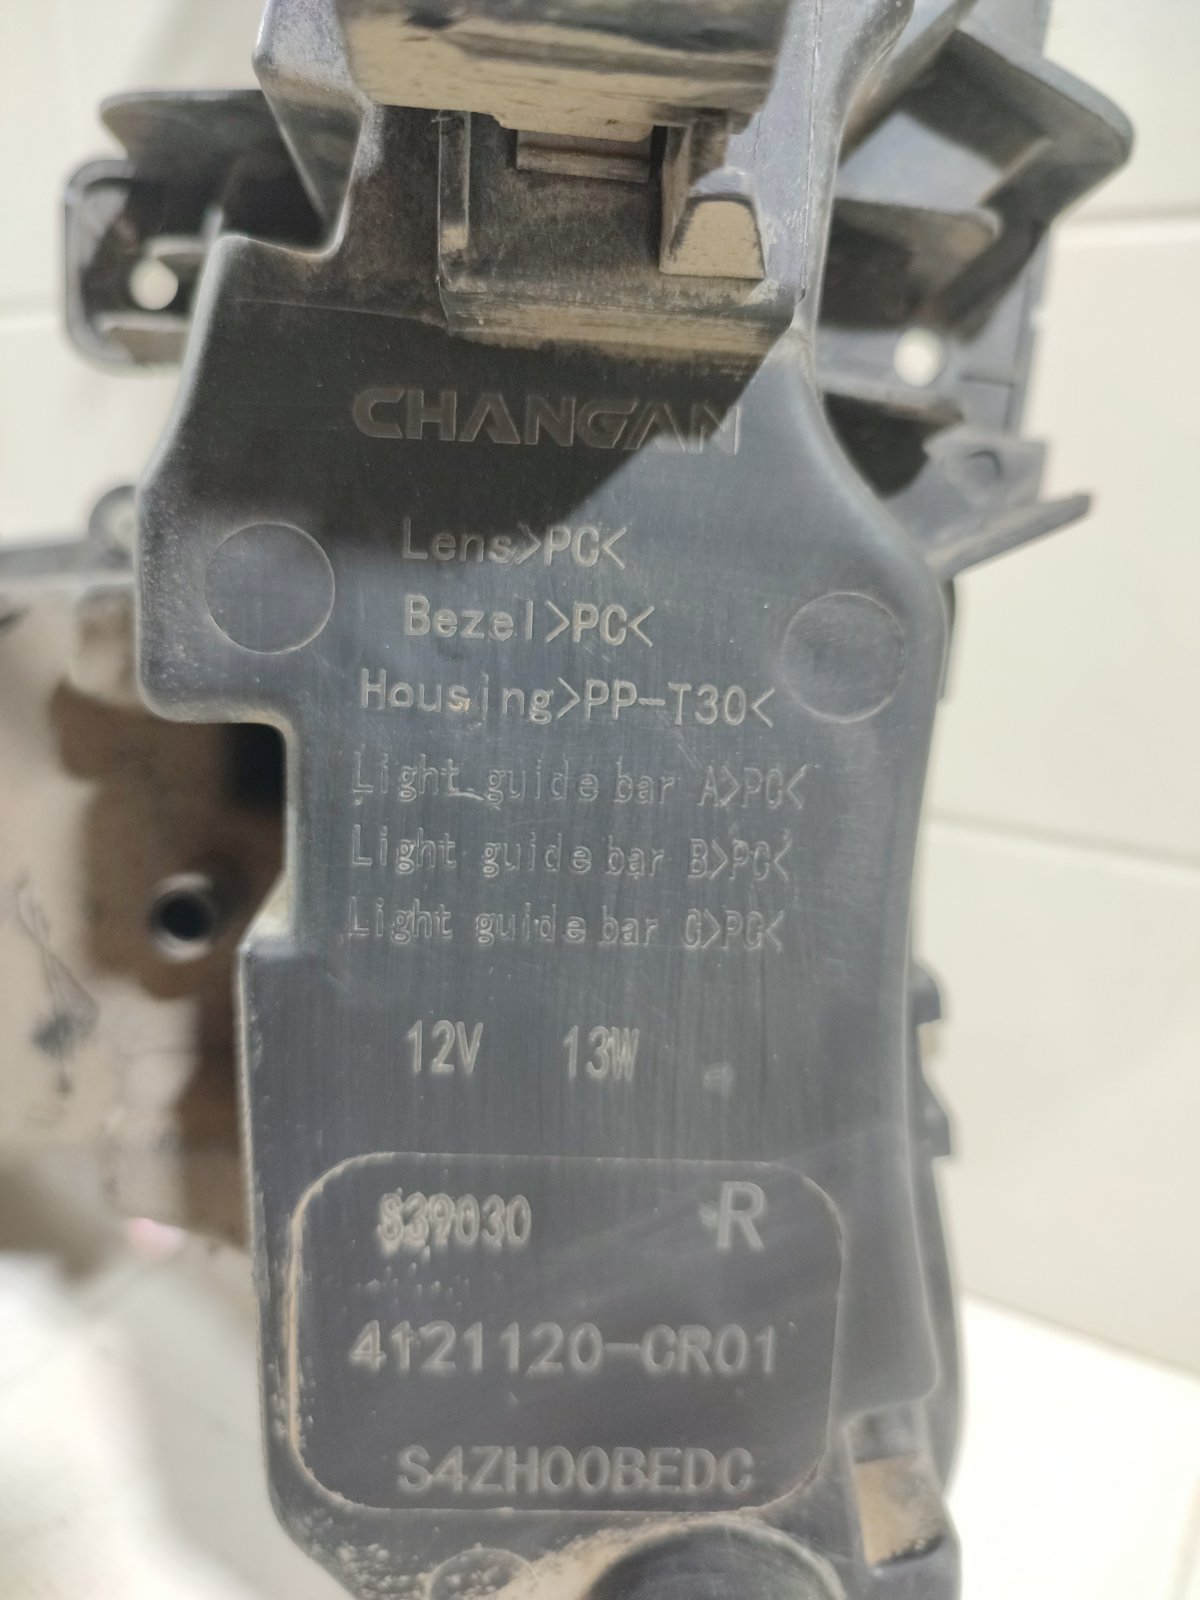 CHANGAN
Lens>PC<
Bezel>PC<
Housing>PP-T30<
Light guide bar A>PC<
Light guide bar B>PC<
Light guide bar C>PC<
12V 13W
S39030 R
4121120-CR01
S4ZH00BEDC